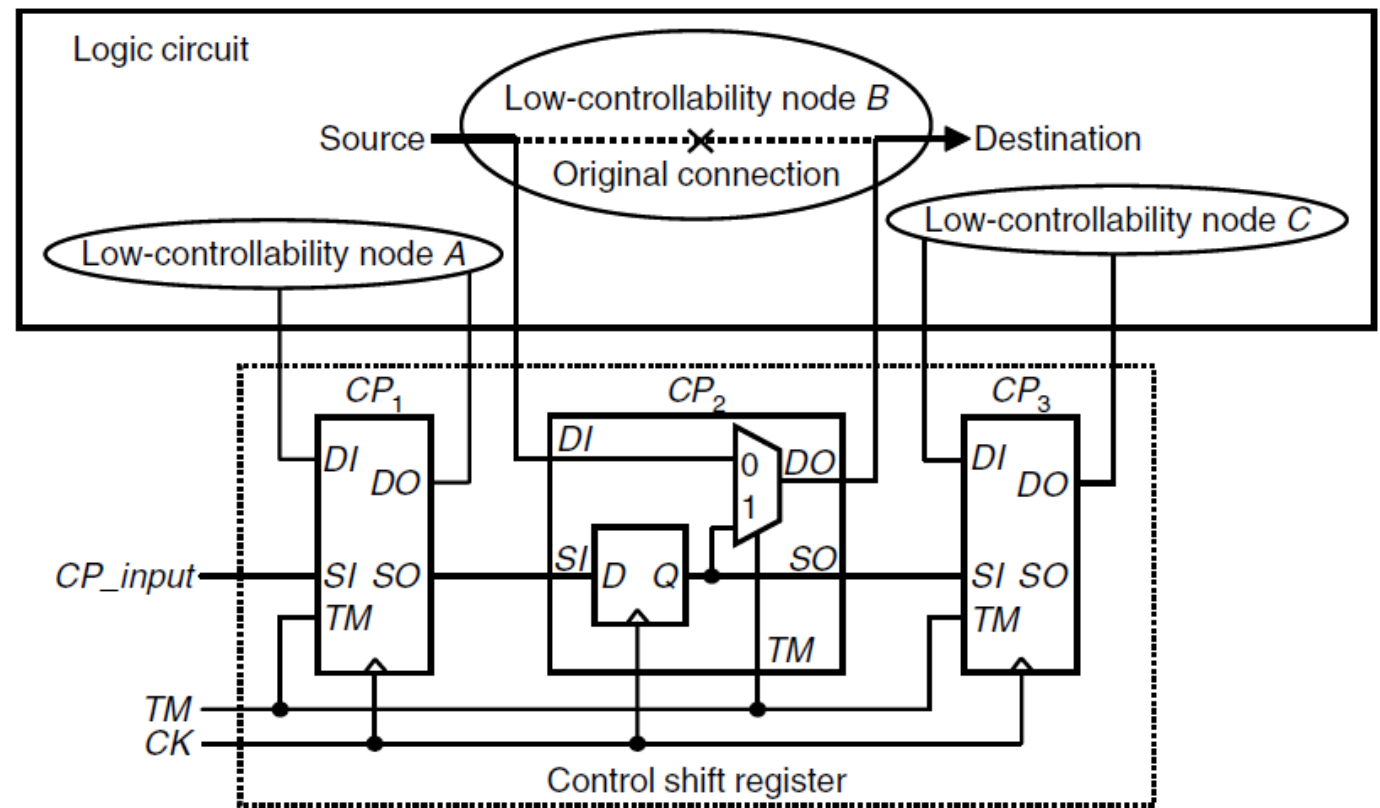 Logic circuit
Low-controllability node B
Source
Destination
Original connection
Low-controllability node A
Low-controllability node C
CP1
CP2
CP3
DI
DO
DI
0
1
DO
DI
DO
CP_input
SI SO
SI
D Q
SO
SI SO
TM
TM
TM
TM
CK
Control shift register